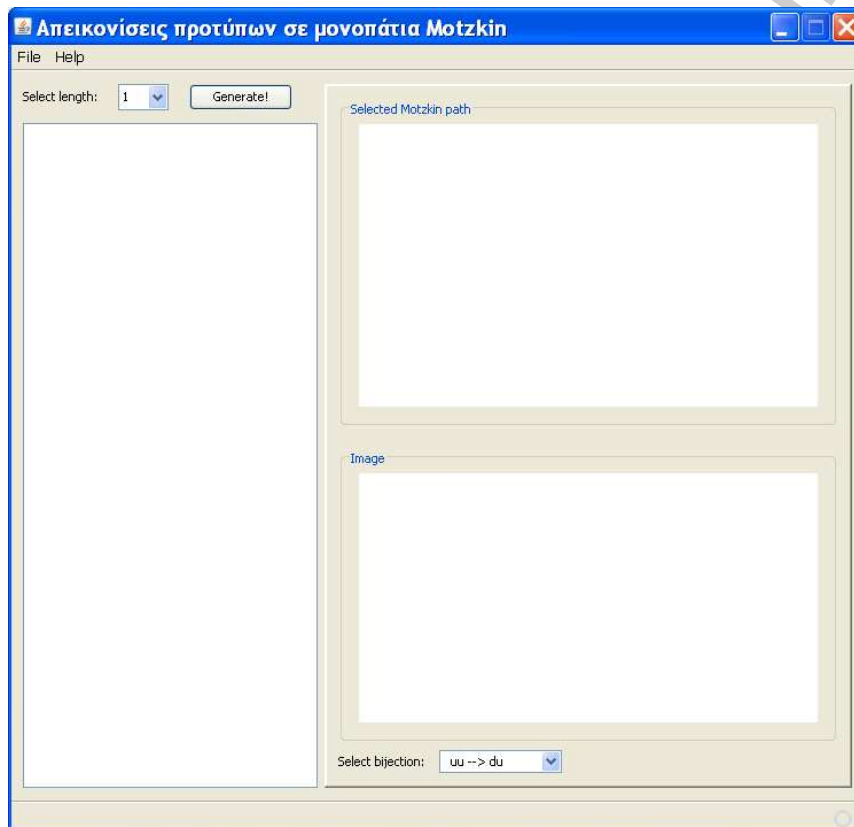 Απεικονίσεις προτύπων σε μονοπάτια Motzkin
File Help
Select length: 1 Generate!
Selected Motzkin path
Image
Select bijection: uu --> du